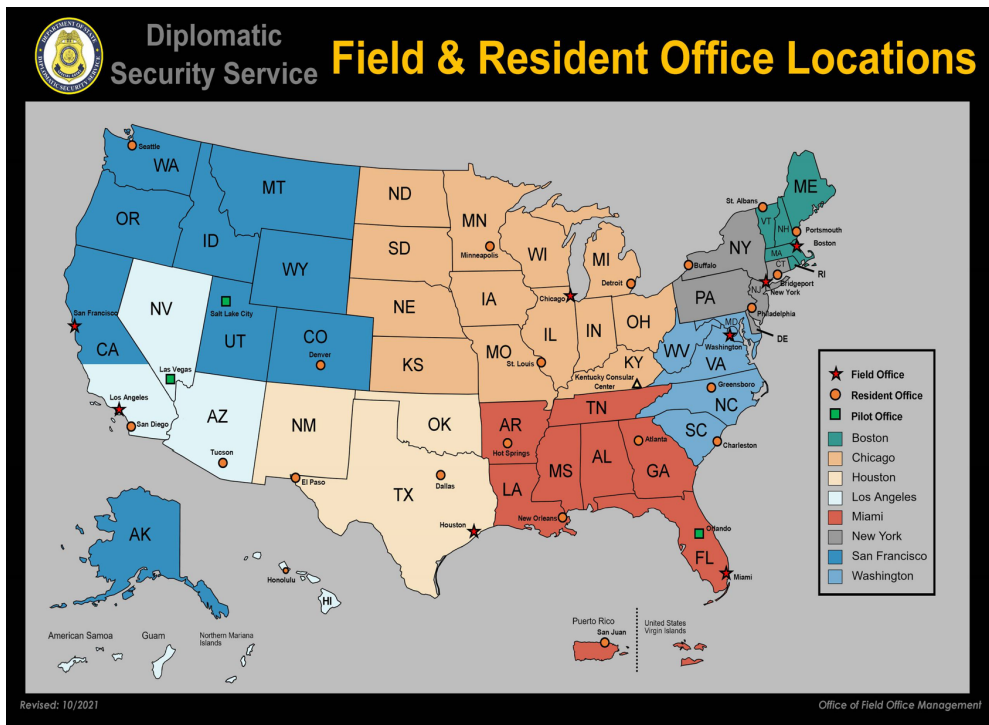 Diplomatic
Security Service
Field & Resident Office Locations
Seattle
WA
MT
ND
MN
ME
OR
ID
SD
Minneapolis
WI
MI
St. Albans
VT
NH
Portsmouth
Boston
NY
MA
WY
Buffalo
CT
RI
Bridgeport
Detroit
NV
NE
IA
Chicago
PA
NJ
New York
Salt Lake City
San Francisco
UT
CO
IL
IN
OH
Philadelphia
MD
DE
CA
Denver
KS
MO
St. Louis
KY
WV
VA
Washington
Las Vegas
Kentucky Consular
Center
Greensboro
NC
Los Angeles
San Diego
AZ
NM
OK
AR
Hot Springs
TN
SC
Charleston
Atlanta
Tucson
El Paso
TX
Dallas
LA
MS
AL
GA
Houston
New Orleans
Orlando
FL
Miami
AK
Honolulu
HI
American Samoa
Guam
Northern Mariana
Islands
Puerto Rico
San Juan
United States
Virgin Islands
Field Office
Resident Office
Pilot Office
Boston
Chicago
Houston
Los Angeles
Miami
New York
San Francisco
Washington
Revised: 10/2021
Office of Field Office Management